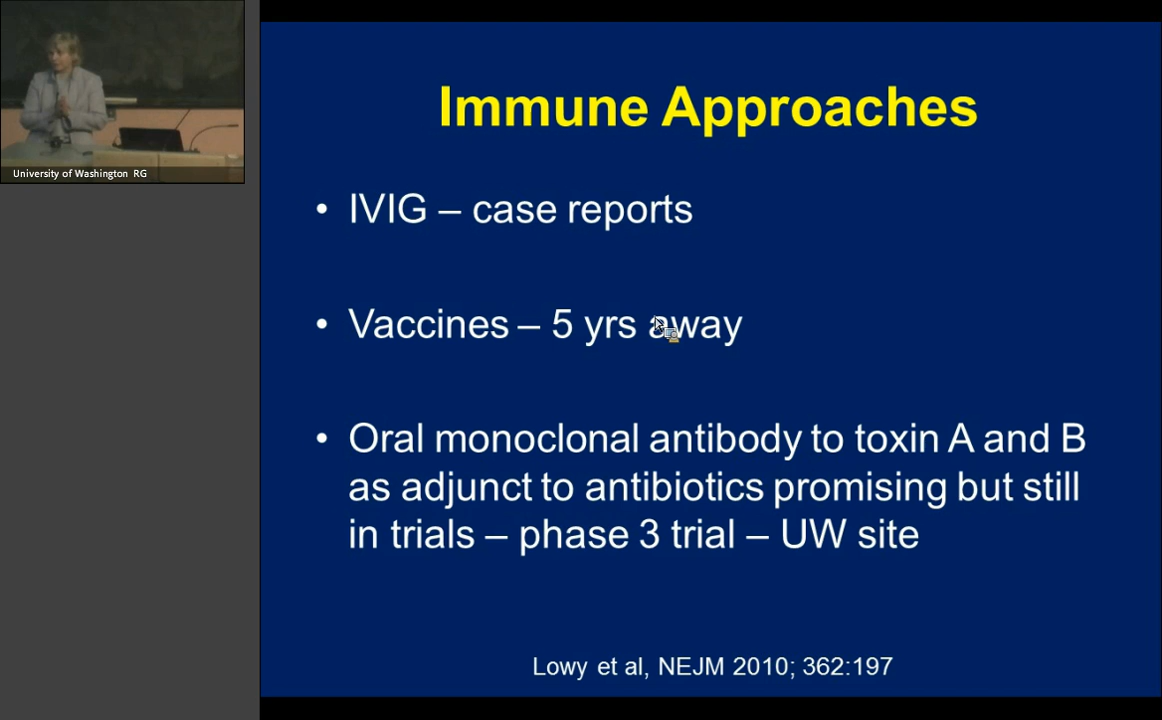 University of Washington RG
Immune Approaches
• IVIG – case reports
• Vaccines – 5 yrs away
• Oral monoclonal antibody to toxin A and B
as adjunct to antibiotics promising but still
in trials – phase 3 trial – UW site
Lowy et al, NEJM 2010; 362:197